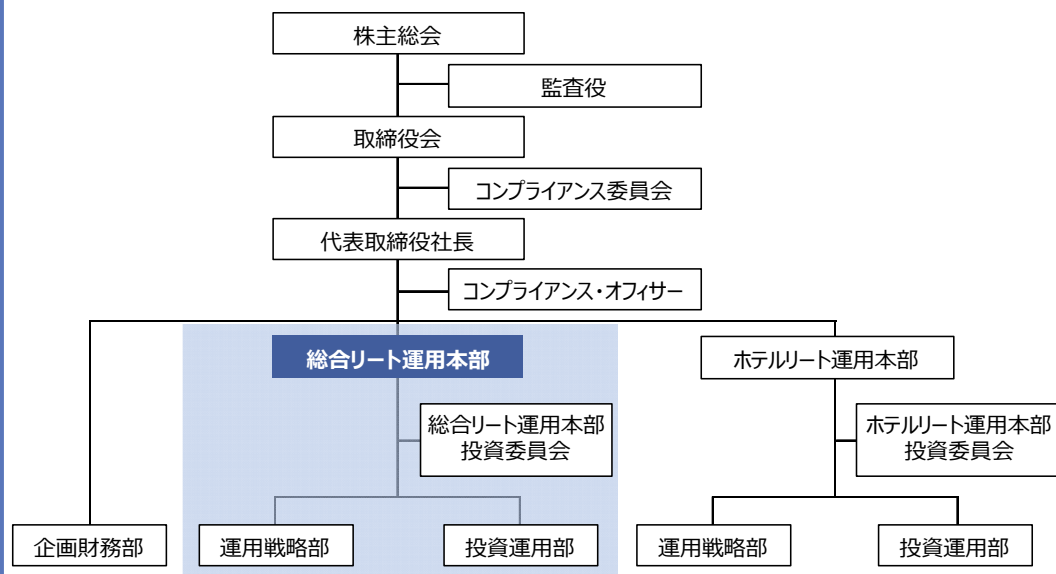 株主総会
監査役
取締役会
コンプライアンス委員会
代表取締役社長
コンプライアンス・オフィサー
総合リート運用本部
ホテルリート運用本部
総合リート運用本部
投資委員会
ホテルリート運用本部
投資委員会
企画財務部
運用戦略部
投資運用部
運用戦略部
投資運用部